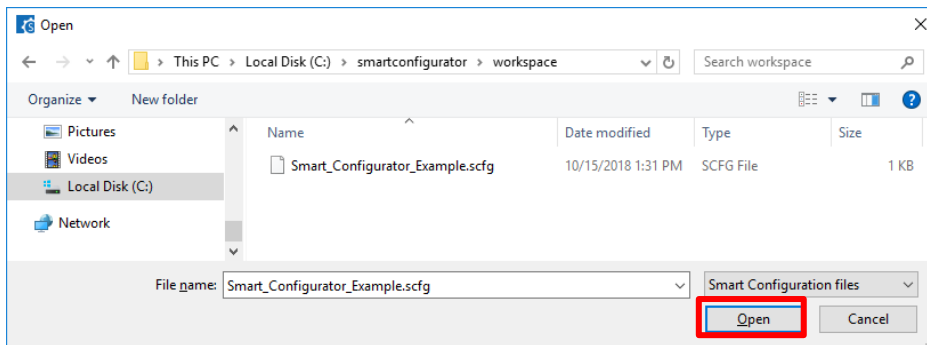 Open
This PC > Local Disk (C:) > smartconfigurator > workspace
Search workspace
Organize
New folder
Pictures
Videos
Local Disk (C:)
Network
Name
Date modified
Type
Size
Smart_Configurator_Example.scfg
10/15/2018 1:31 PM
SCFG File
1 KB
File name:
Smart_Configurator_Example.scfg
Smart Configuration files
Open
Cancel